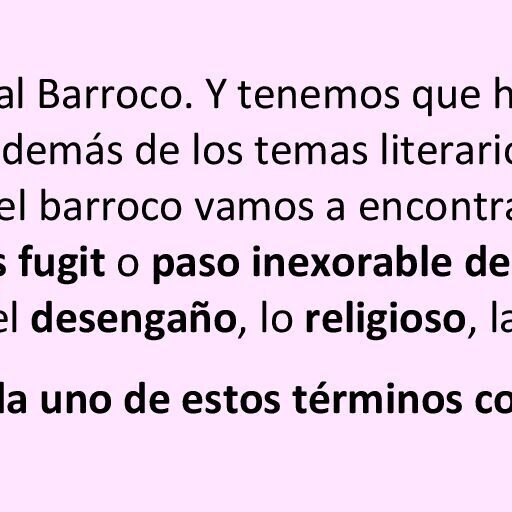 al Barroco. Y tenemos que h
demás de los temas literario
el barroco vamos a encontra
s fugit o paso inexorable de
el desengaño, lo religioso, la
da uno de estos términos co